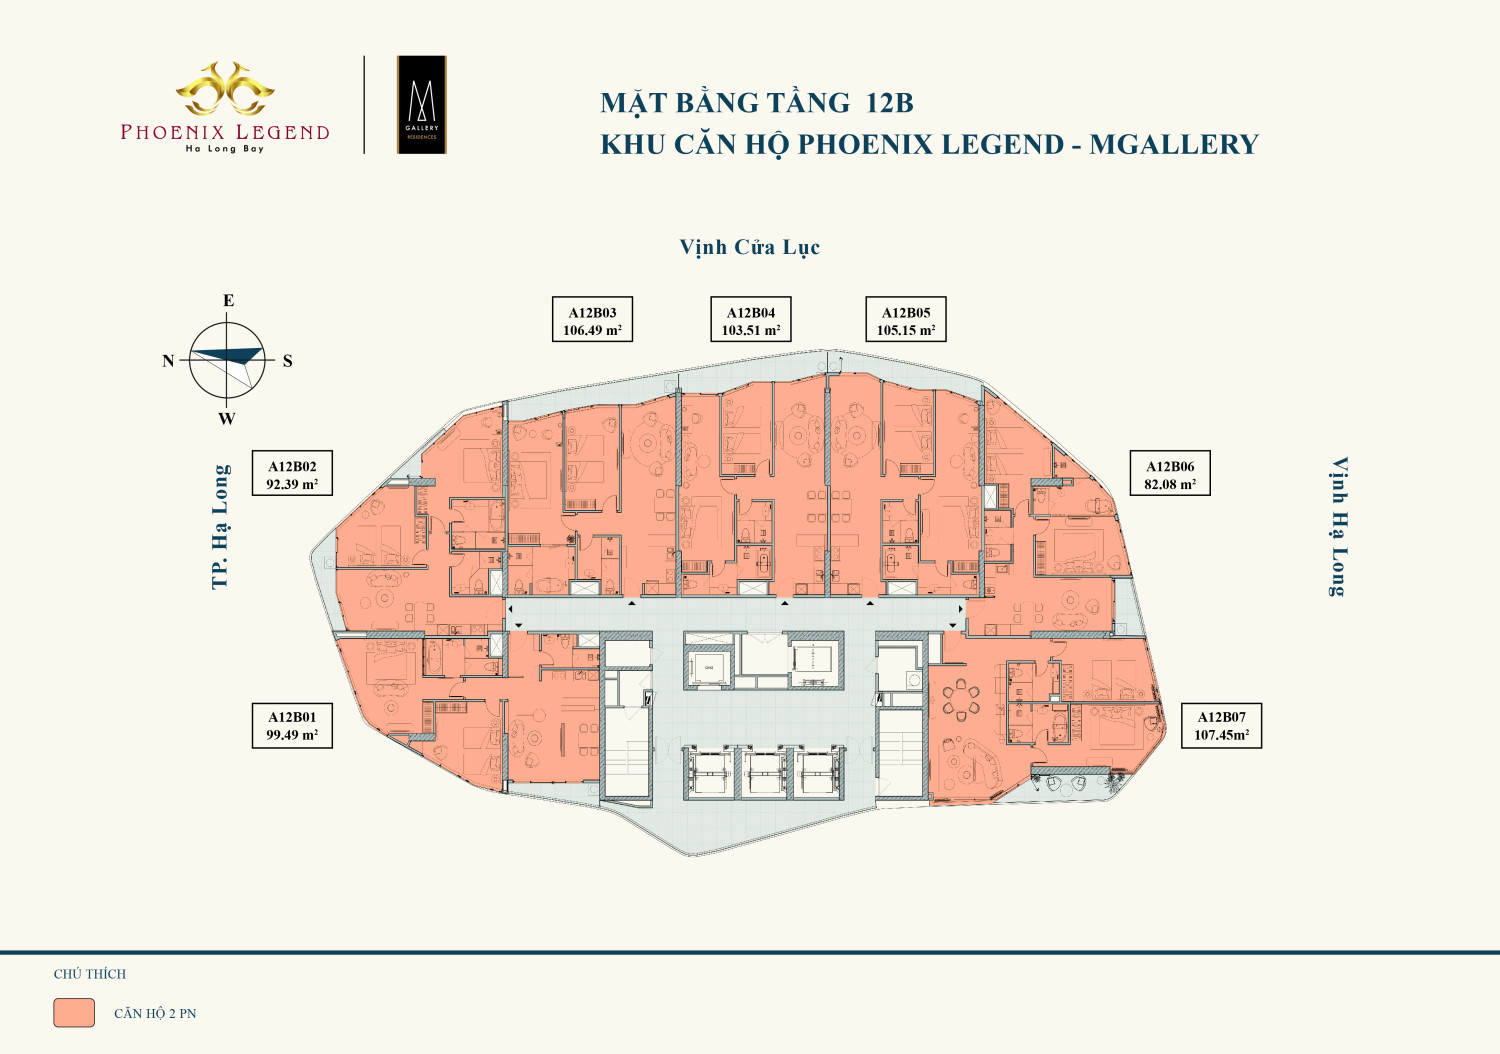 PHOENIX LEGEND
Ha Long Bay
M
GALLERY
RESIDENCES
MẶT BẰNG TẦNG 12B
KHU CĂN HỘ PHOENIX LEGEND - MGALLERY
Vịnh Cửa Lục
E
N
S
W
A12B03
106.49 m²
A12B04
103.51 m²
A12B05
105.15 m²
A12B02
92.39 m²
TP. Hạ Long
A12B06
82.08 m²
Vịnh Hạ Long
A12B01
99.49 m²
A12B07
107.45m²
CHÚ THÍCH
CĂN HỘ 2 PN